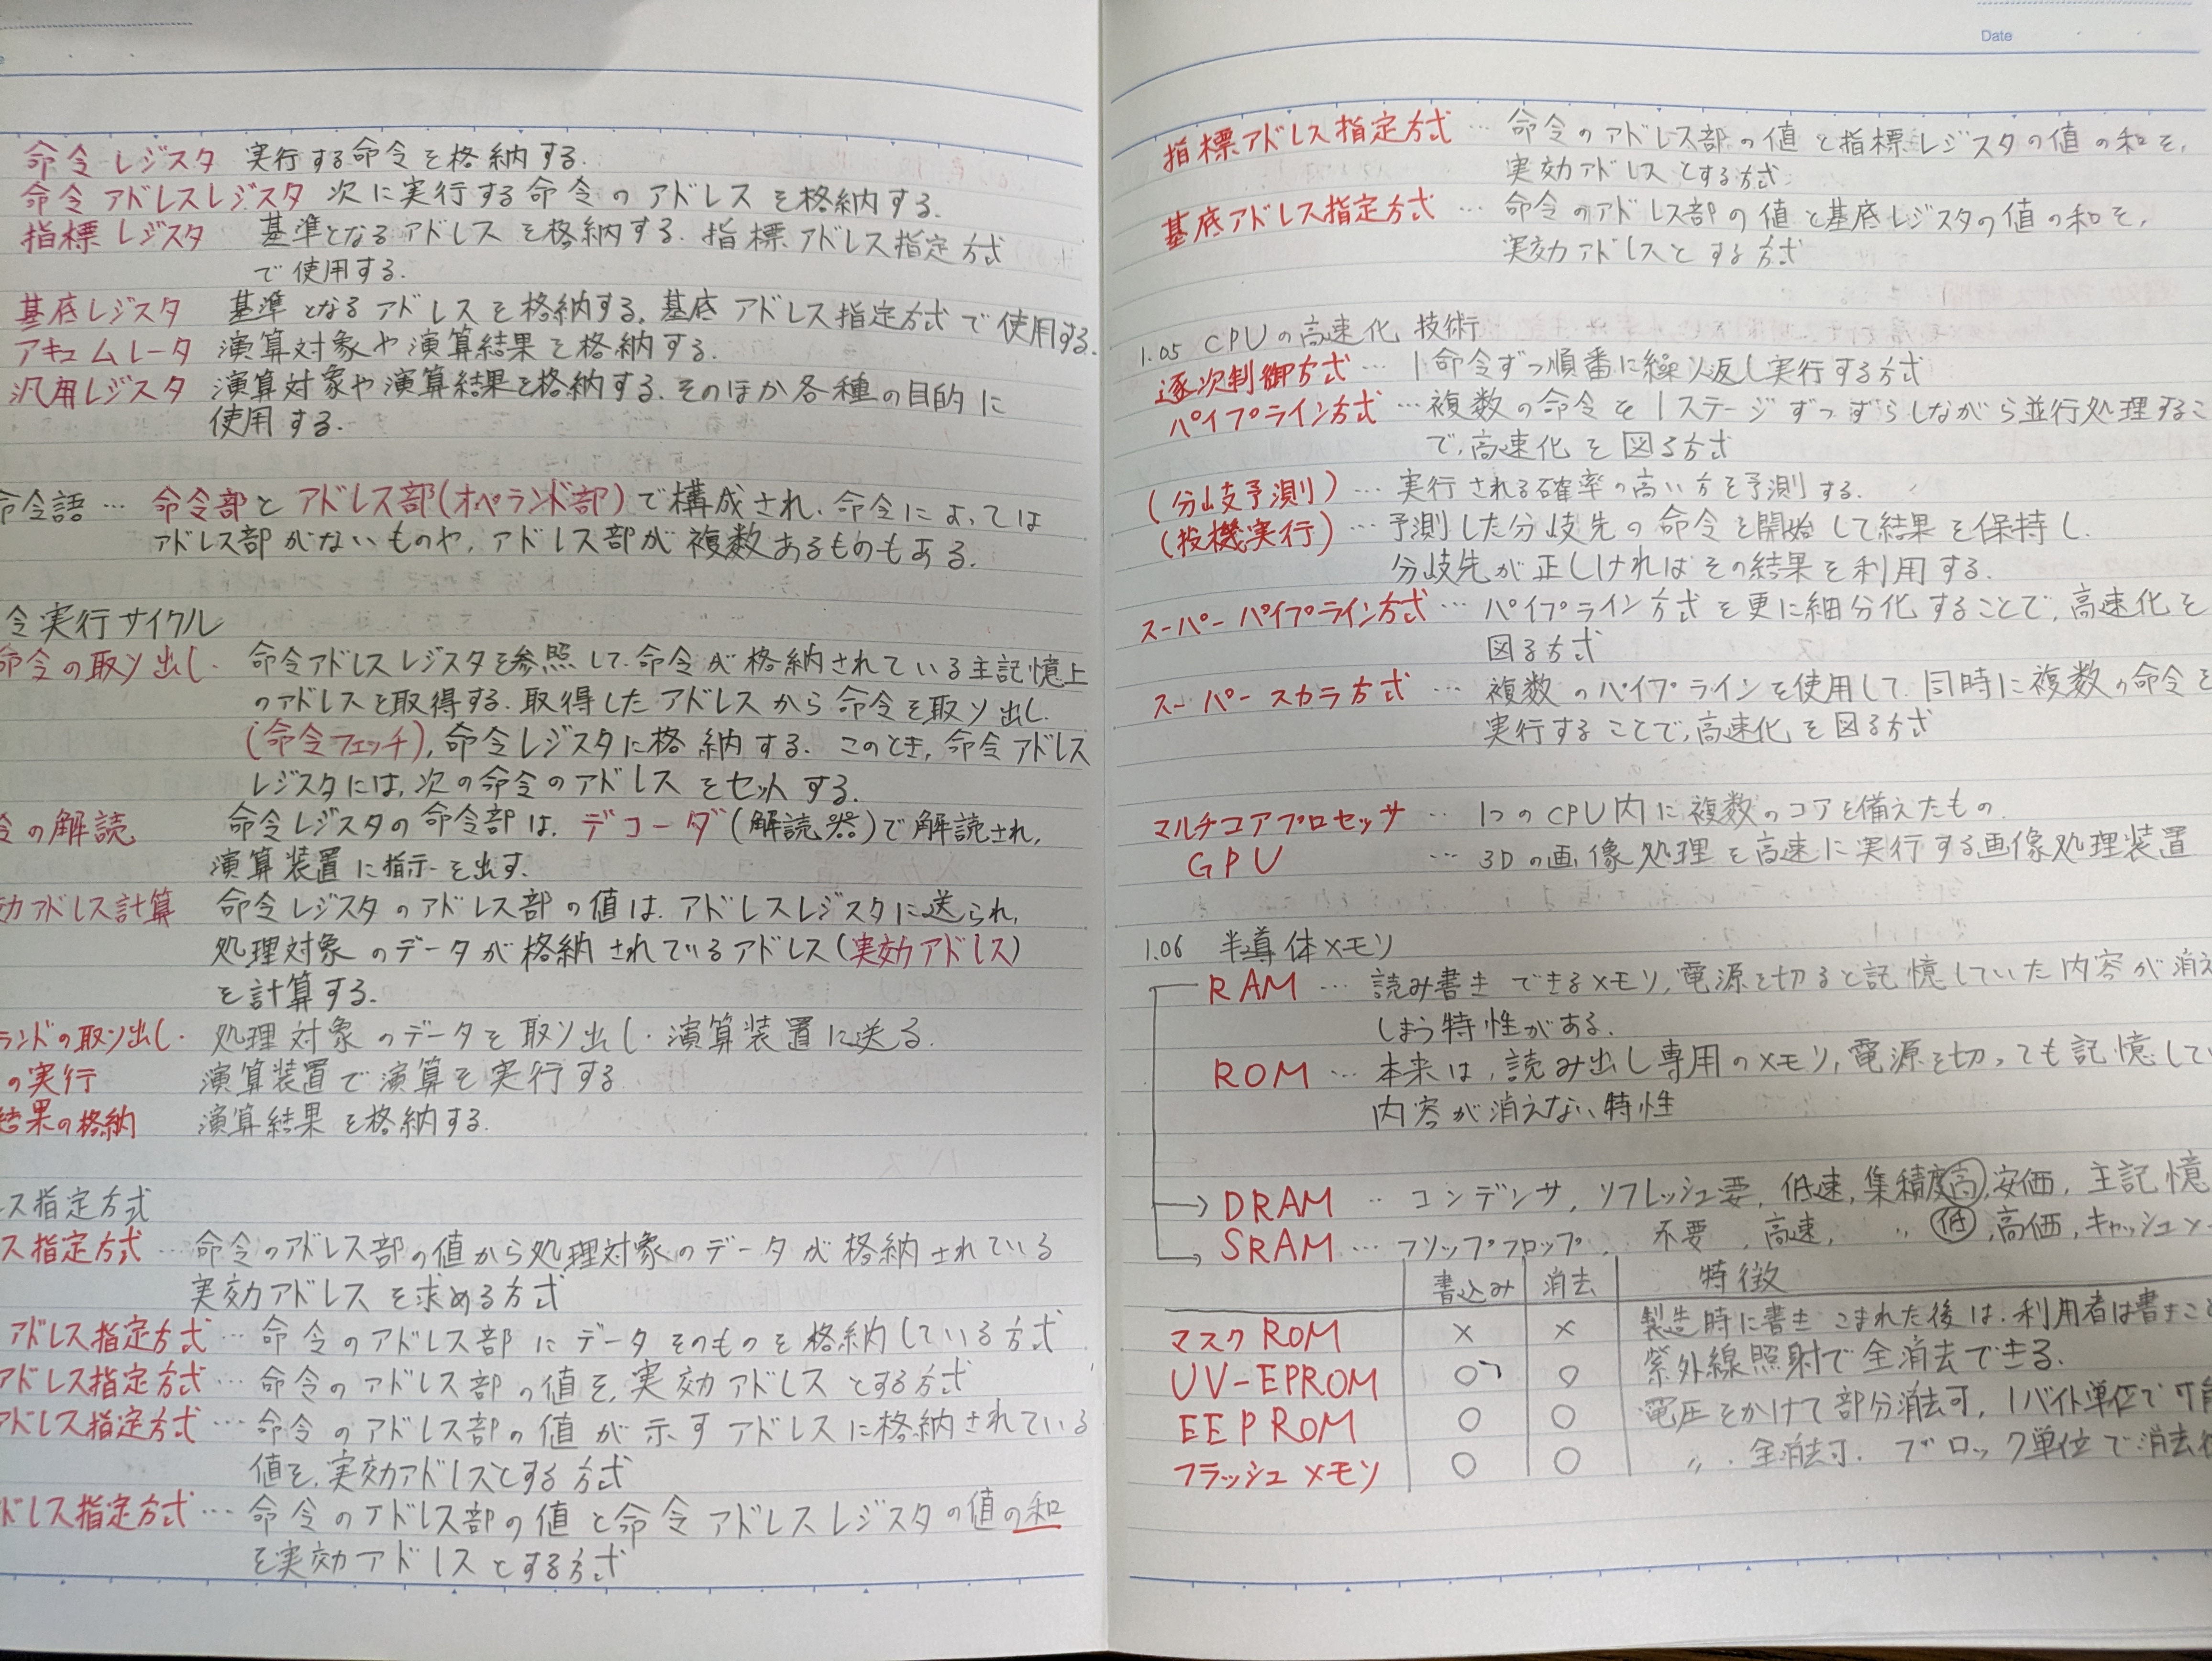 Date
命令レジスタ 実行する命令を格納する.
命令アドレスレジスタ 次に実行する命令のアドレスを格納する.
指標レジスタ 基準となるアドレスを格納する. 指標アドレス指定方式
で使用する.
基底レジスタ 基準となるアドレスを格納する. 基底アドレス指定方式で使用する.
アキュムレータ 演算対象や演算結果を格納する.
汎用レジスタ 演算対象や演算結果を格納する. そのほか各種の目的に
使用する.
命令語 … 命令部とアドレス部(オペランド部)で構成され、命令によっては
アドレス部がないものや, アドレス部が複数あるものもある.
令実行サイクル
命令の取り出し. 命令アドレスレジスタを参照して. 命令が格納されている主記憶上
のアドレスを取得する. 取得したアドレスから命令を取り出し.
(命令フェッチ), 命令レジスタに格納する. このとき, 命令アドレス
レジスタには, 次の命令のアドレスをセットする.
令の解読 命令レジスタの命令部は, デコーダ(解読器)で解読され,
演算装置に指示を出す.
効アドレス計算 命令レジスタのアドレス部の値は. アドレスレジスタに送られ,
処理対象のデータが格納されているアドレス(実効アドレス)
を計算する.
ランドの取り出し. 処理対象のデータを取り出し. 演算装置に送る.
の実行 演算装置で演算を実行する
結果の格納 演算結果を格納する.
ス指定方式
ス指定方式 … 命令のアドレス部の値から処理対象のデータが格納されている
実効アドレスを求める方式
アドレス指定方式 … 命令のアドレス部にデータそのものを格納している方式
アドレス指定方式 … 命令のアドレス部の値を, 実効アドレスとする方式
アドレス指定方式 … 命令のアドレス部の値が示すアドレスに格納されている
値を, 実効アドレスとする方式
ドレス指定方式 … 命令のアドレス部の値と命令アドレスレジスタの値の和
を実効アドレスとする方式
指標アドレス指定方式 … 命令のアドレス部の値と指標レジスタの値の和を,
実効アドレスとする方式
基底アドレス指定方式 … 命令のアドレス部の値と基底レジスタの値の和を,
実効アドレスとする方式
1.05 CPUの高速化技術
逐次制御方式 … 1命令ずつ順番に繰り返し実行する方式
パイプライン方式 … 複数の命令を1ステージずつずらしながら並行処理するこ
で, 高速化を図る方式
(分岐予測) … 実行される確率の高い方を予測する.
(投機実行) … 予測した分岐先の命令を開始して結果を保持し.
分岐先が正しければその結果を利用する.
スーパーパイプライン方式 … パイプライン方式を更に細分化することで, 高速化を
図る方式
スーパースカラ方式 … 複数のパイプラインを使用して. 同時に複数の命令を
実行することで, 高速化を図る方式
マルチコアプロセッサ … 1つのCPU内に複数のコアを備えたもの.
GPU … 3Dの画像処理を高速に実行する画像処理装置
1.06 半導体メモリ
RAM … 読み書きできるメモリ, 電源を切ると記憶していた内容が消え
しまう特性がある.
ROM … 本来は, 読み出し専用のメモリ, 電源を切っても記憶して
内容が消えない特性
DRAM … コンデンサ, リフレッシュ要, 低速, 集積度高, 安価, 主記憶
SRAM … フリップフロップ, 不要, 高速, 〃 低, 高価, キャッシュメ
書込み 消去 特徴
マスクROM × × 製造時に書きこまれた後は, 利用者は書きこ
UV-EPROM ○ ○ 紫外線照射で全消去できる.
EEPROM ○ ○ 電圧をかけて部分消去可, 1バイト単位で可能
フラッシュメモリ ○ ○ 〃. 全消去可. ブロック単位で消去